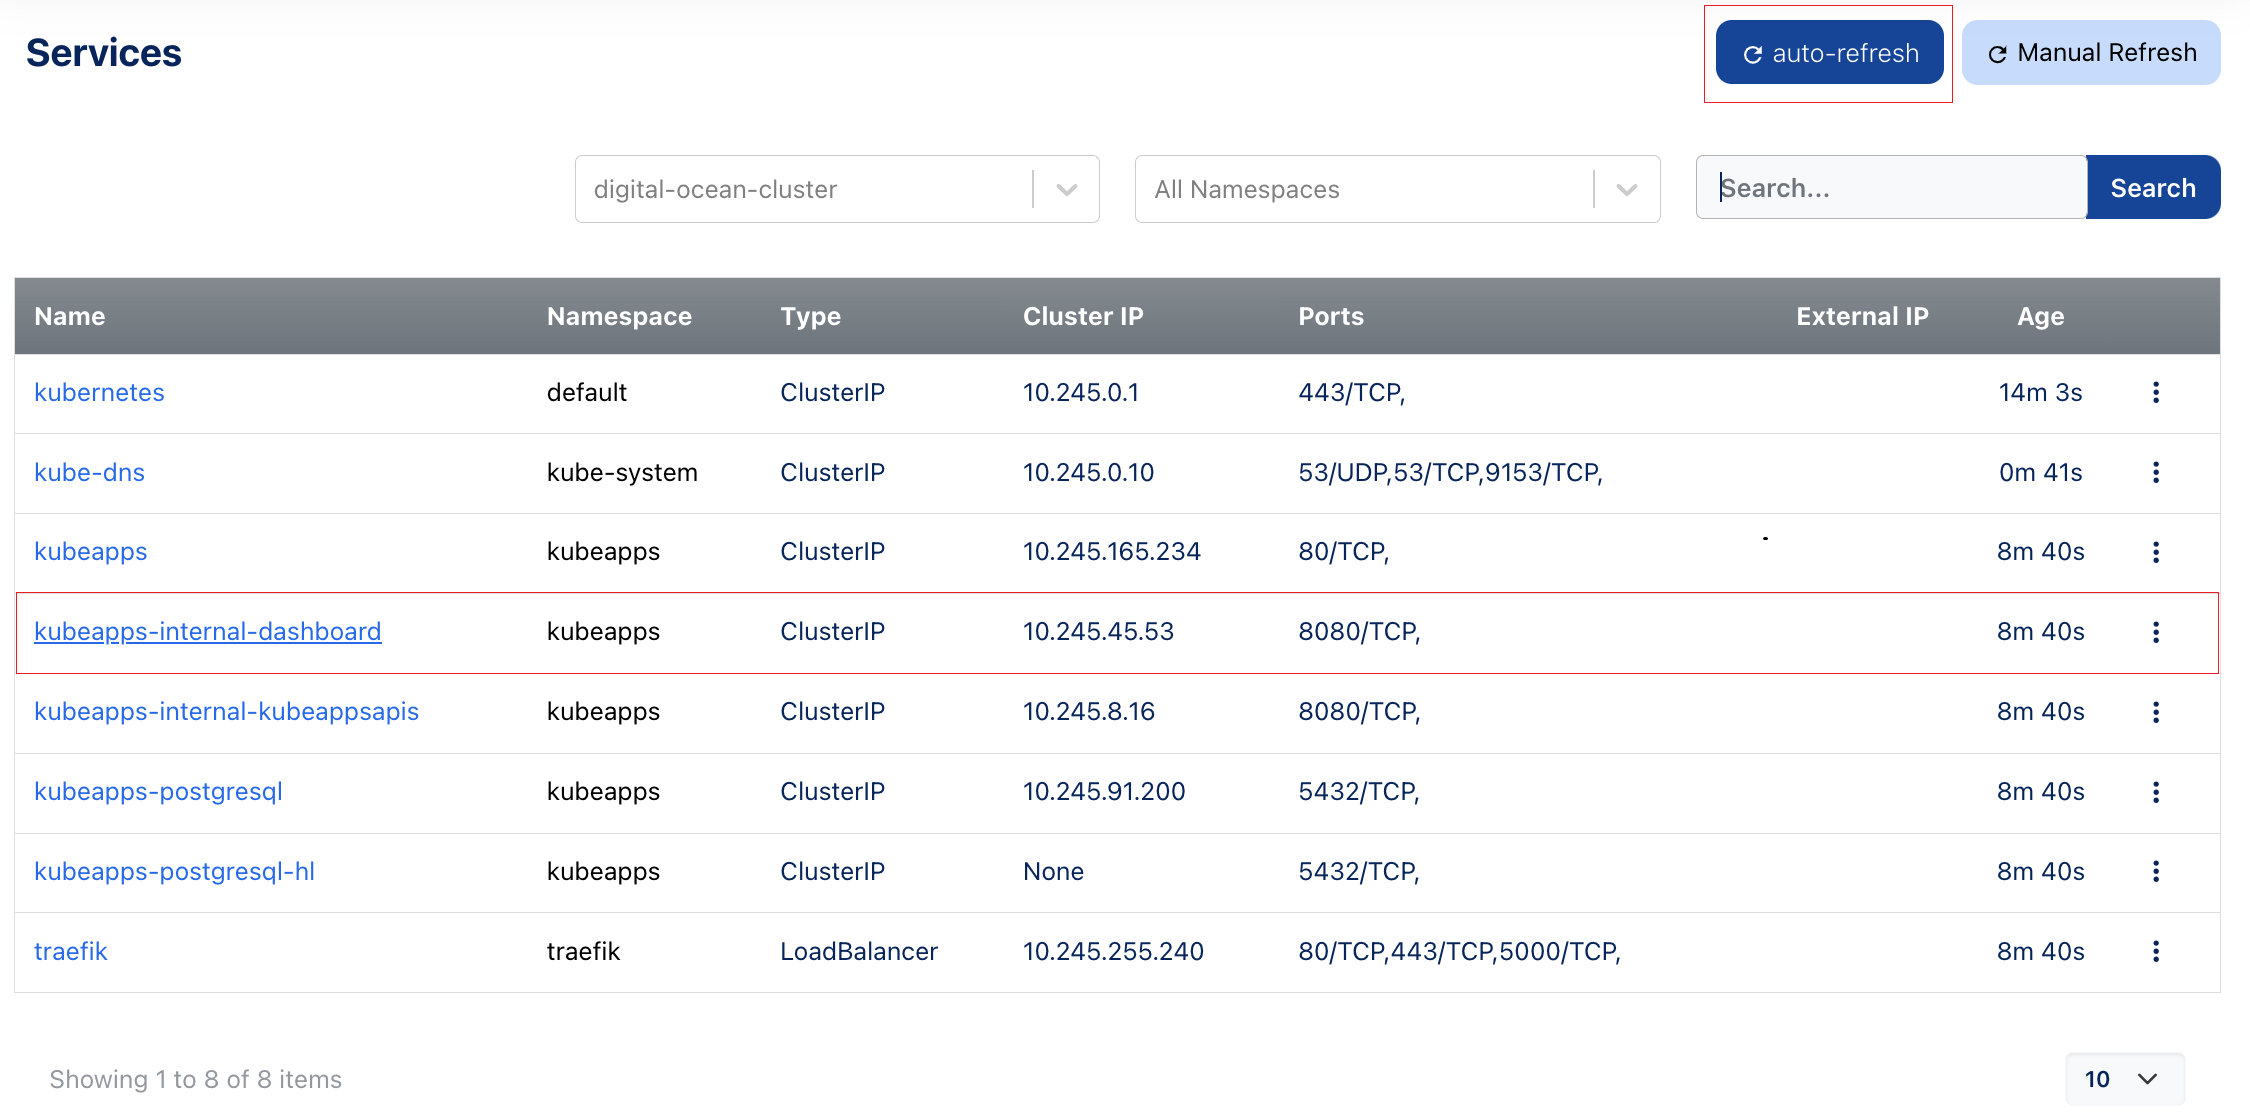 Services
auto-refresh
Manual Refresh
digital-ocean-cluster
All Namespaces
Search...
Search
Name Namespace Type Cluster IP Ports External IP Age
kubernetes default ClusterIP 10.245.0.1 443/TCP, 14m 3s
kube-dns kube-system ClusterIP 10.245.0.10 53/UDP,53/TCP,9153/TCP, 0m 41s
kubeapps kubeapps ClusterIP 10.245.165.234 80/TCP, 8m 40s
kubeapps-internal-dashboard kubeapps ClusterIP 10.245.45.53 8080/TCP, 8m 40s
kubeapps-internal-kubeappsapis kubeapps ClusterIP 10.245.8.16 8080/TCP, 8m 40s
kubeapps-postgresql kubeapps ClusterIP 10.245.91.200 5432/TCP, 8m 40s
kubeapps-postgresql-hl kubeapps ClusterIP None 5432/TCP, 8m 40s
traefik traefik LoadBalancer 10.245.255.240 80/TCP,443/TCP,5000/TCP, 8m 40s
Showing 1 to 8 of 8 items
10